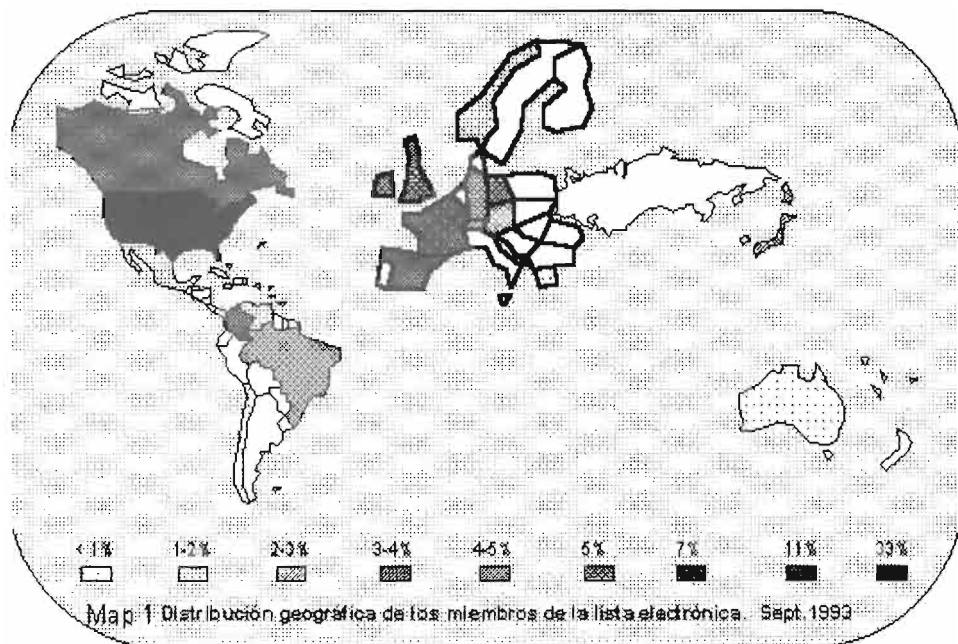 < 1% 1-2% 2-3% 3-4% 4-5% 5% 7% 11% 33%
Map 1 Distribución geográfica de los miembros de la lista electrónica. Sept. 1993